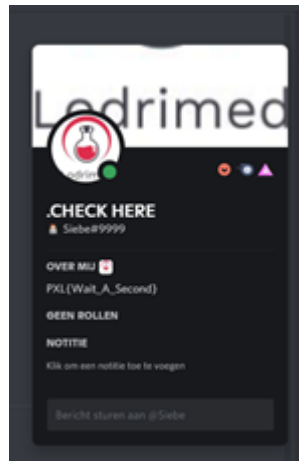 Ledrimed
.CHECK HERE
Siebe#9999
OVER MIJ
PXL{Wait_A_Second}
GEEN ROLLEN
NOTITIE
Klik om een notitie toe te voegen
Bericht sturen aan @Siebe